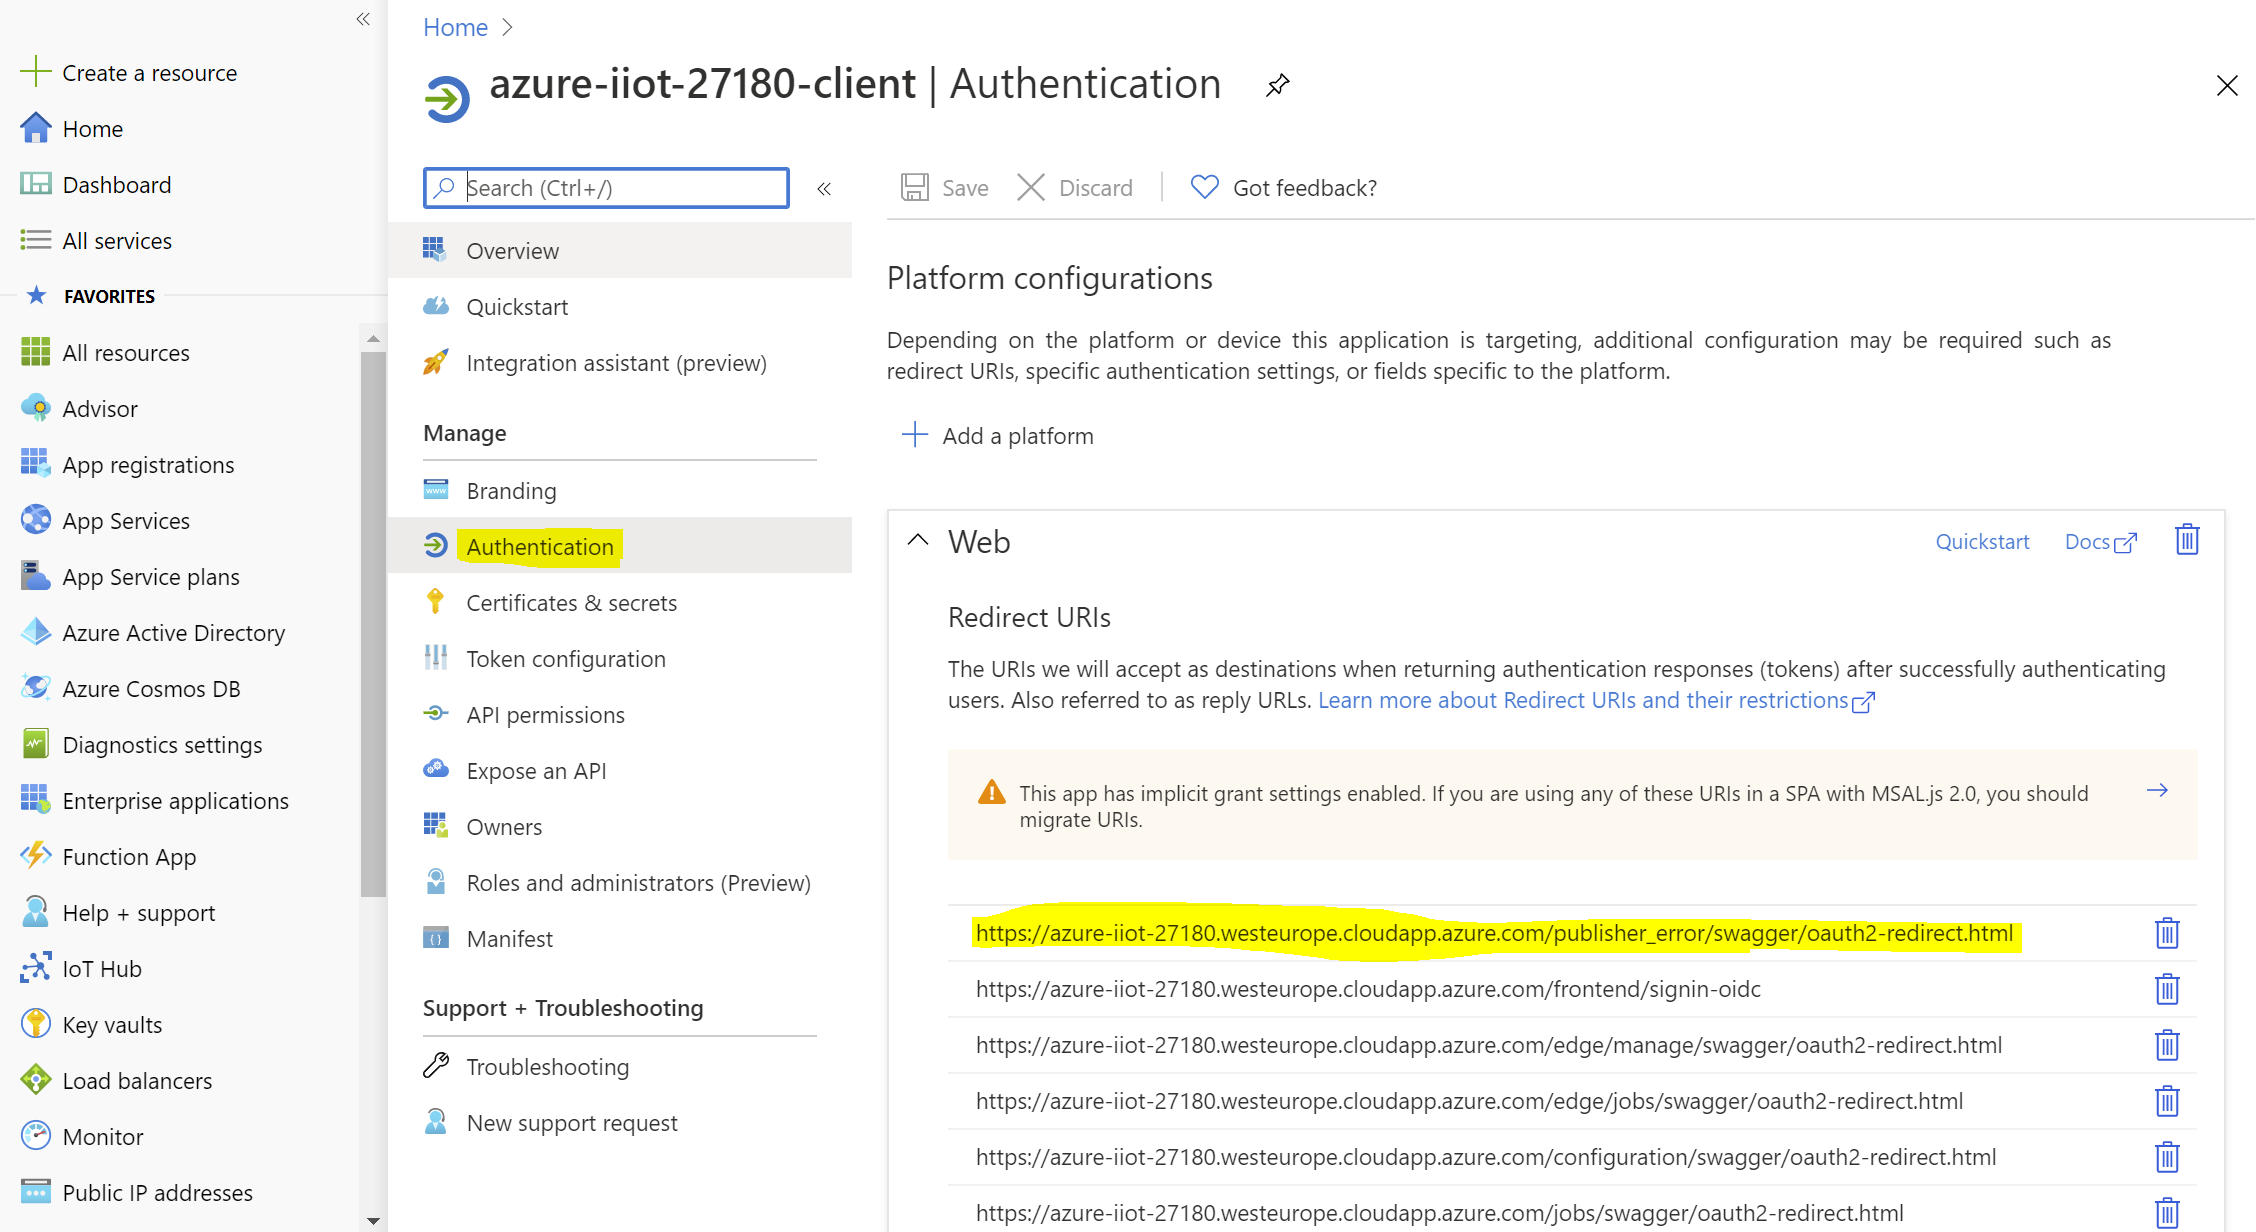 Create a resource
Home
Dashboard
All services
FAVORITES
All resources
Advisor
App registrations
App Services
App Service plans
Azure Active Directory
Azure Cosmos DB
Diagnostics settings
Enterprise applications
Function App
Help + support
IoT Hub
Key vaults
Load balancers
Monitor
Public IP addresses
Home
azure-iiot-27180-client | Authentication
Search (Ctrl+/)
Overview
Quickstart
Integration assistant (preview)
Manage
Branding
Authentication
Certificates & secrets
Token configuration
API permissions
Expose an API
Owners
Roles and administrators (Preview)
Manifest
Support + Troubleshooting
Troubleshooting
New support request
Save
Discard
Got feedback?
Platform configurations
Depending on the platform or device this application is targeting, additional configuration may be required such as
redirect URIs, specific authentication settings, or fields specific to the platform.
Add a platform
Web
Quickstart
Docs
Redirect URIs
The URIs we will accept as destinations when returning authentication responses (tokens) after successfully authenticating
users. Also referred to as reply URLs. Learn more about Redirect URIs and their restrictions
This app has implicit grant settings enabled. If you are using any of these URIs in a SPA with MSAL.js 2.0, you should
migrate URIs.
https://azure-iiot-27180.westeurope.cloudapp.azure.com/publisher_error/swagger/oauth2-redirect.html
https://azure-iiot-27180.westeurope.cloudapp.azure.com/frontend/signin-oidc
https://azure-iiot-27180.westeurope.cloudapp.azure.com/edge/manage/swagger/oauth2-redirect.html
https://azure-iiot-27180.westeurope.cloudapp.azure.com/edge/jobs/swagger/oauth2-redirect.html
https://azure-iiot-27180.westeurope.cloudapp.azure.com/configuration/swagger/oauth2-redirect.html
https://azure-iiot-27180.westeurope.cloudapp.azure.com/jobs/swagger/oauth2-redirect.html